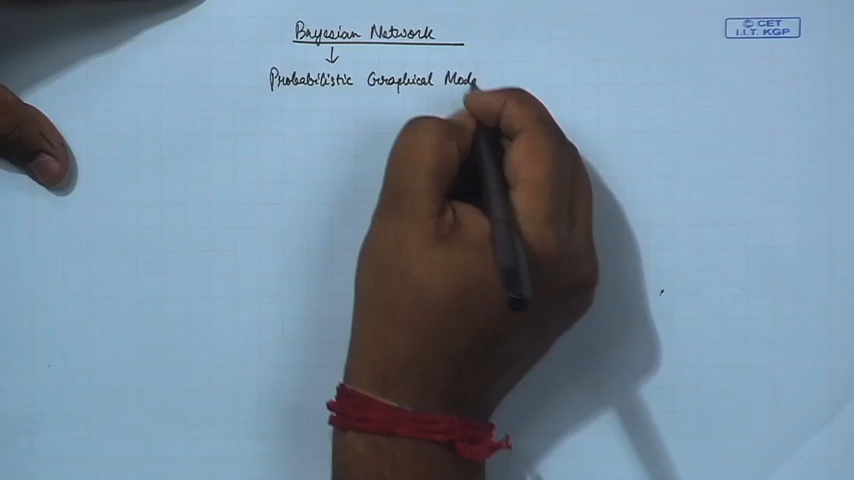 Bayesian Network
© CET
I.I.T. KGP
Probabilistic Graphical Mode